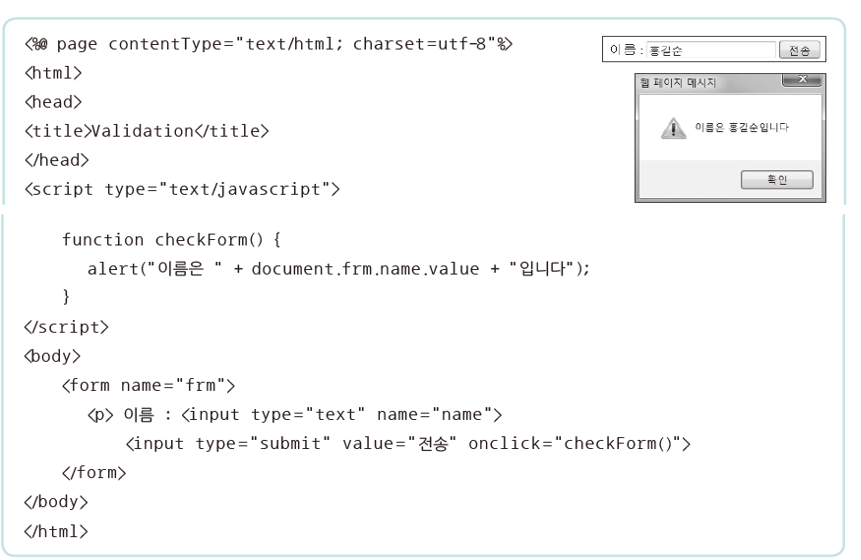 <%@ page contentType="text/html; charset=utf-8"%>
<html>
<head>
<title>Validation</title>
</head>
<script type="text/javascript">
이름 : 홍길순 전송
웹 페이지 메시지
이름은 홍길순입니다
확인
function checkForm() {
alert("이름은 " + document.frm.name.value + "입니다");
}
</script>
<body>
<form name="frm">
<p> 이름 : <input type="text" name="name">
<input type="submit" value="전송" onclick="checkForm()">
</form>
</body>
</html>